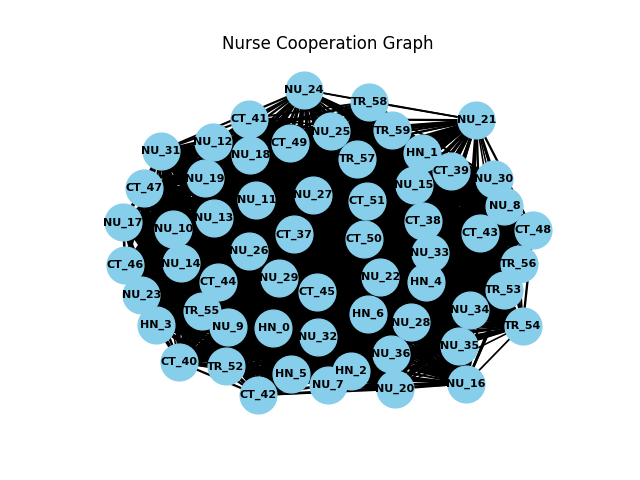 Nurse Cooperation Graph
NU_24
TR_58
CT_41
NU_21
NU_25
TR_59
NU_12
CT_49
NU_31
NU_18
HN_1
TR_57
CT_39
NU_19
NU_30
NU_15
CT_47
NU_27
NU_11
CT_51
NU_8
NU_13
NU_17
CT_38
NU_10
CT_48
CT_43
CT_37
CT_50
NU_26
NU_33
NU_14
CT_46
TR_56
NU_29
NU_22
CT_44
HN_4
TR_53
CT_45
NU_23
NU_34
TR_55
HN_6
NU_28
HN_3
TR_54
NU_9
HN_0
NU_32
NU_35
NU_36
CT_40
TR_52
HN_2
HN_5
NU_7
NU_16
NU_20
CT_42